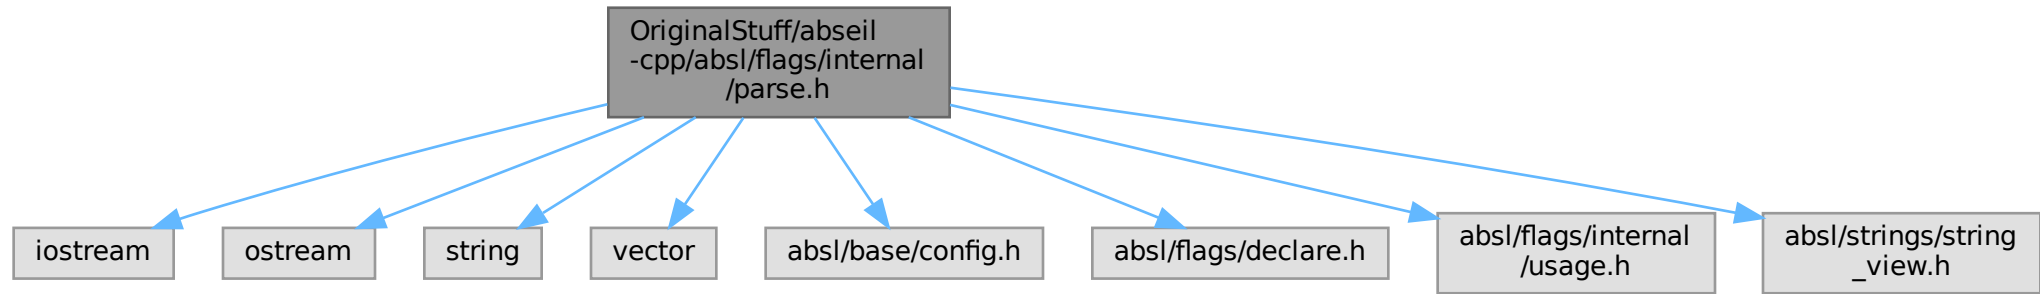 OriginalStuff/abseil
-cpp/absl/flags/internal
/parse.h
iostream
ostream
string
vector
absl/base/config.h
absl/flags/declare.h
absl/flags/internal
/usage.h
absl/strings/string
_view.h